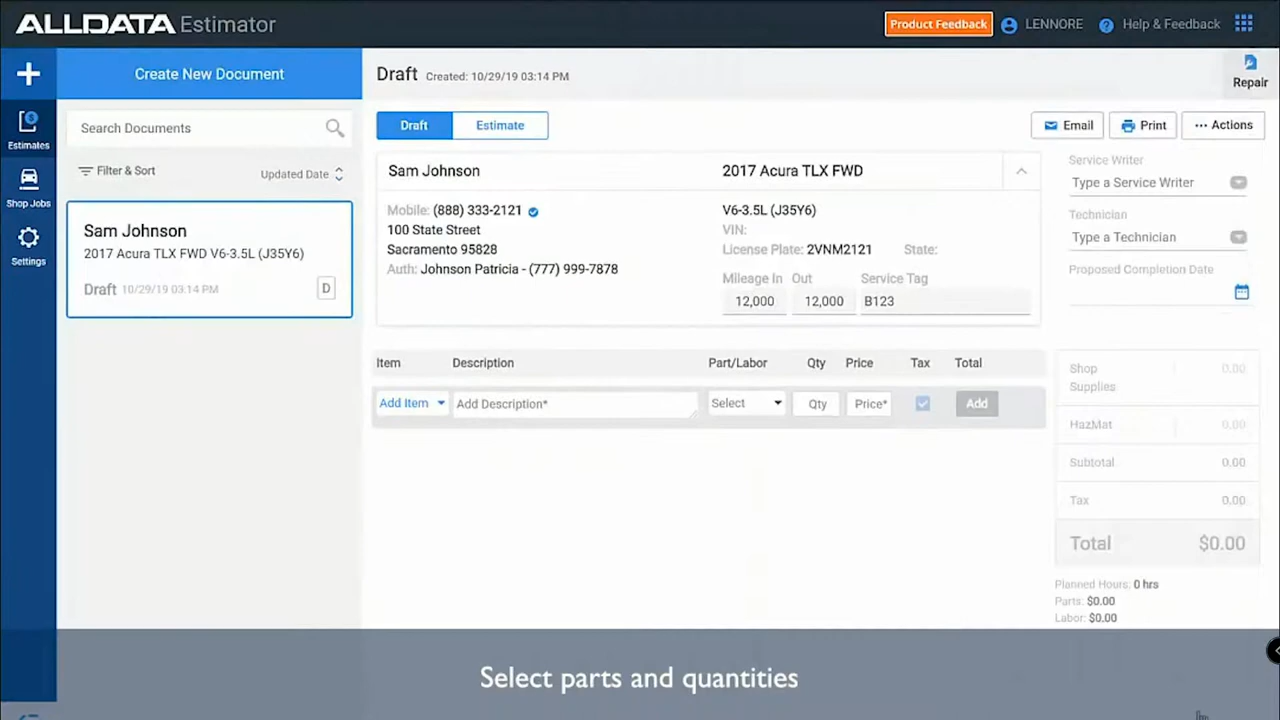 ALLDATA Estimator
Product Feedback
LENNORE
Help & Feedback
Create New Document
Draft Created: 10/29/19 03:14 PM
Repair
Estimates
Shop Jobs
Settings
Search Documents
Filter & Sort
Updated Date
Sam Johnson
2017 Acura TLX FWD V6-3.5L (J35Y6)
Draft 10/29/19 03:14 PM
D
Draft
Estimate
Email
Print
Actions
Sam Johnson
2017 Acura TLX FWD
Mobile: (888) 333-2121
100 State Street
Sacramento 95828
Auth: Johnson Patricia - (777) 999-7878
V6-3.5L (J35Y6)
VIN:
License Plate: 2VNM2121 State:
Mileage In Out Service Tag
12,000 12,000 B123
Service Writer
Type a Service Writer
Technician
Type a Technician
Proposed Completion Date
Item Description Part/Labor Qty Price Tax Total
Add Item Add Description* Select Qty Price* Add
Shop
Supplies 0.00
HazMat 0.00
Subtotal 0.00
Tax 0.00
Total $0.00
Planned Hours: 0 hrs
Parts: $0.00
Labor: $0.00
Select parts and quantities